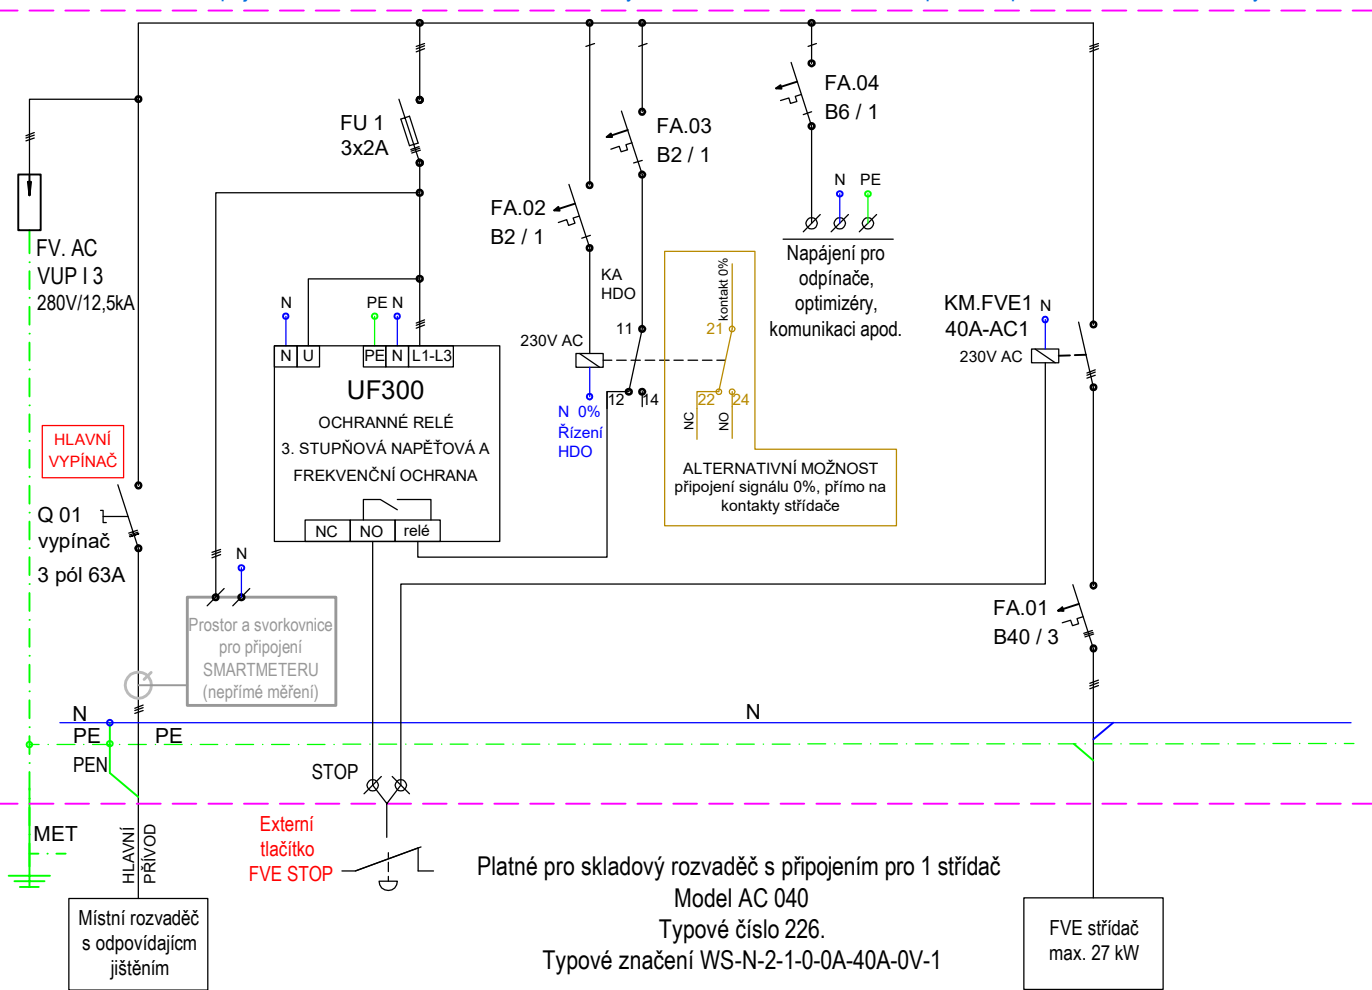 FA.04
B6 / 1
FU 1
3x2A
FA.03
B2 / 1
N PE
FA.02
B2 / 1
FV. AC
VUP I 3
280V/12,5kA
Napájení pro
odpínače,
optimizéry,
komunikaci apod.
KA
HDO
kontakt 0%
KM.FVE1
40A-AC1
230V AC
N
N
PE N
11
21
230V AC
N U
PE N L1-L3
UF300
OCHRANNÉ RELÉ
3. STUPŇOVÁ NAPĚŤOVÁ A
FREKVENČNÍ OCHRANA
NC NO relé
12 14
22 24
N 0%
Řízení
HDO
NC
NO
ALTERNATIVNÍ MOŽNOST
připojení signálu 0%, přímo na
kontakty střídače
HLAVNÍ
VYPÍNAČ
Q 01
vypínač
3 pól 63A
N
Prostor a svorkovnice
pro připojení
SMARTMETERU
(nepřímé měření)
FA.01
B40 / 3
N
N
PE
PE
PEN
STOP
MET
HLAVNÍ
PŘÍVOD
Externí
tlačítko
FVE STOP
Platné pro skladový rozvaděč s připojením pro 1 střídač
Model AC 040
Typové číslo 226.
Typové značení WS-N-2-1-0-0A-40A-0V-1
Místní rozvaděč
s odpovídajcím
jištěním
FVE střídač
max. 27 kW